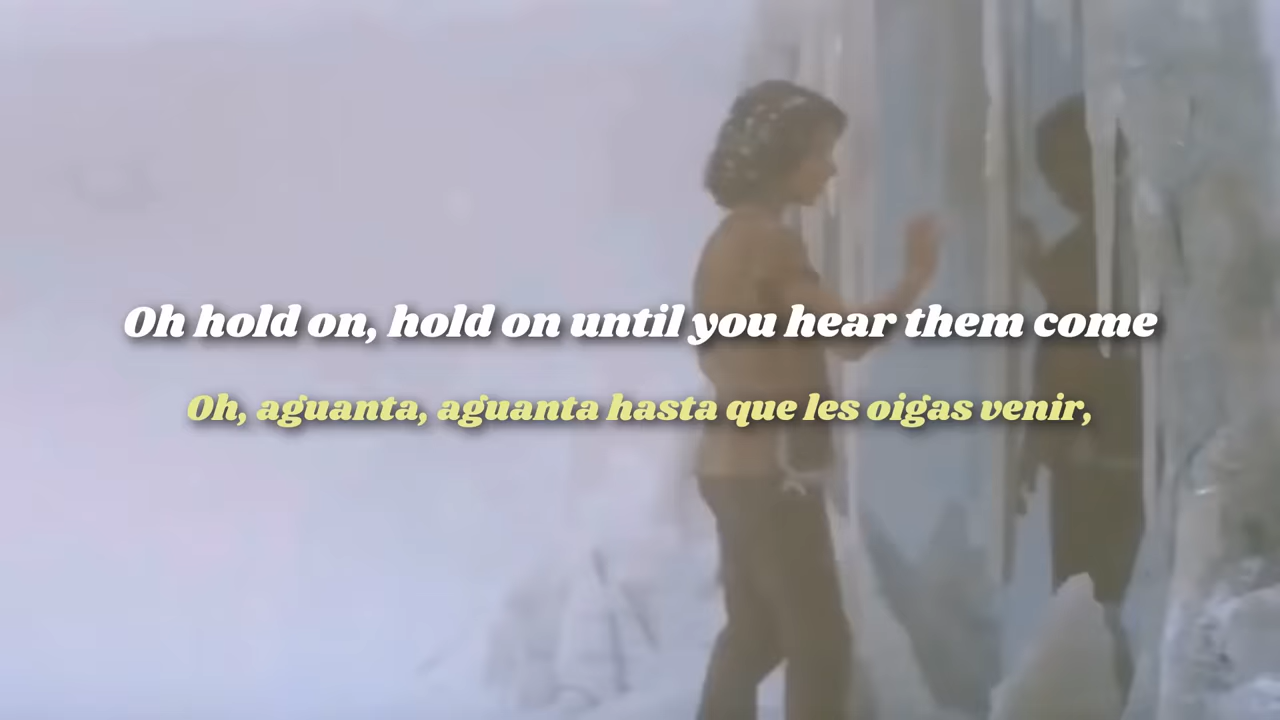 Oh hold on, hold on until you hear them come
Oh, aguanta, aguanta hasta que les oigas venir,